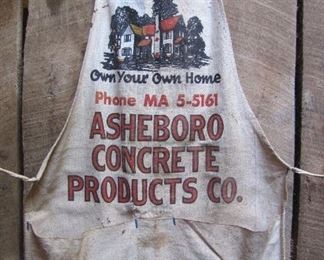 Own Your Own Home
Phone MA 5-5161
ASHEBORO
CONCRETE
PRODUCTS CO.